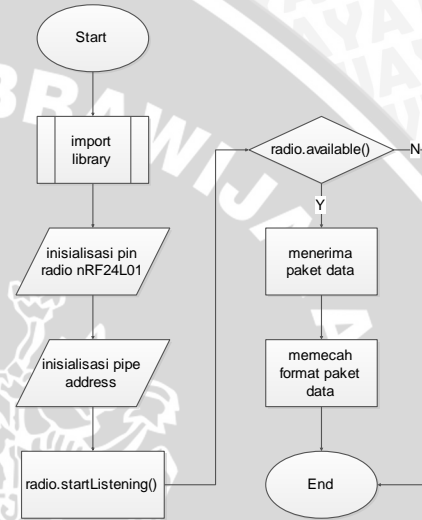 Start
import
library
inisialisasi pin
radio nRF24L01
inisialisasi pipe
address
radio.startListening()
radio.available()
N
Y
menerima
paket data
memecah
format paket
data
End
BRAWIJA